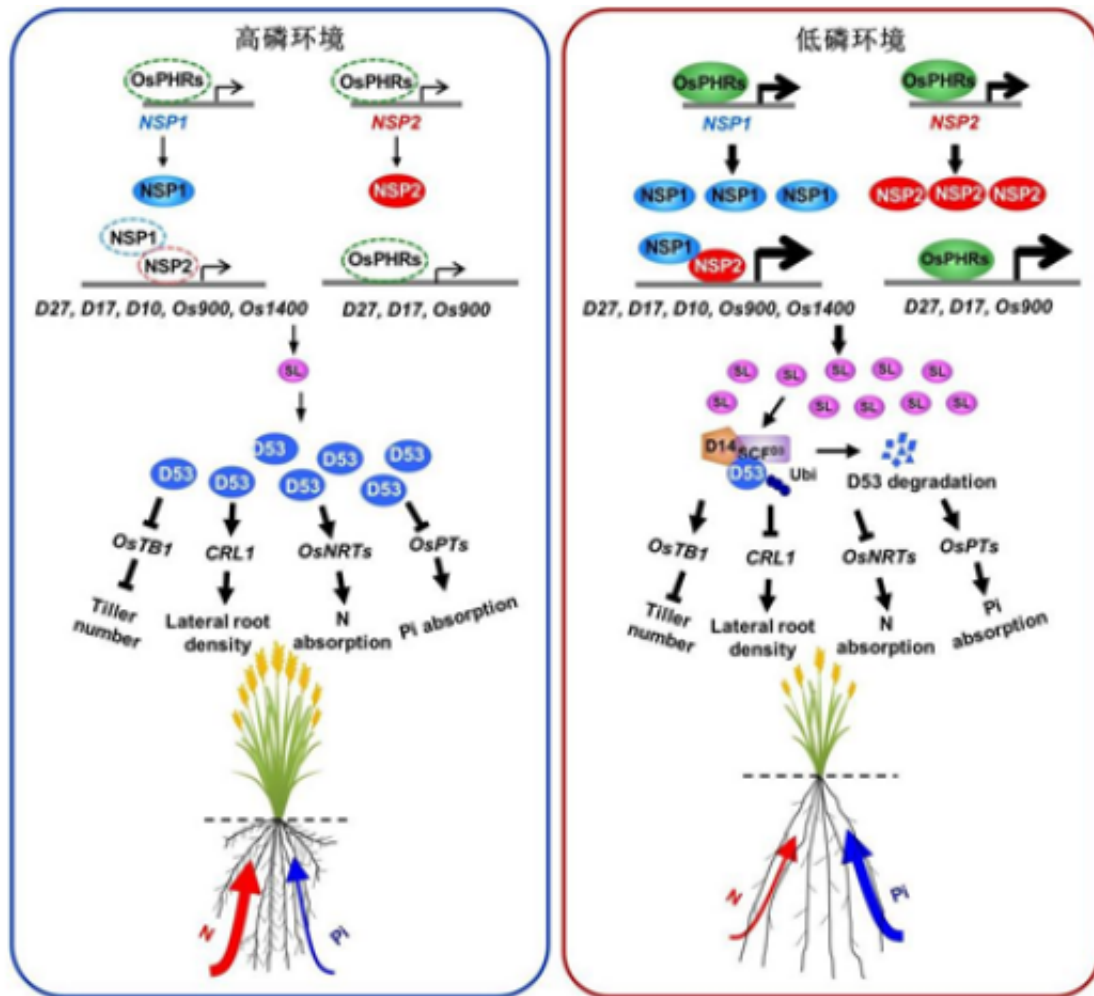 高磷环境
OsPHRs
OsPHRs
NSP1
NSP2
NSP1
NSP2
NSP1
NSP2
OsPHRs
D27, D17, D10, Os900, Os1400
D27, D17, Os900
SL
D53
D53
D53
D53
D53
D53
D53
OsTB1
CRL1
OsNRTs
OsPTs
Tiller
number
Lateral root
density
N
absorption
Pi absorption
N
Pi
低磷环境
OsPHRs
OsPHRs
NSP1
NSP2
NSP1
NSP1
NSP1
NSP2
NSP2
NSP2
NSP1
NSP2
OsPHRs
D27, D17, D10, Os900, Os1400
D27, D17, Os900
SL
SL
SL
SL
SL
SL
SL
SL
SL
SL
D14
D53
Ubi
D53 degradation
OsTB1
CRL1
OsNRTs
OsPTs
Tiller
number
Lateral root
density
N
absorption
Pi
absorption
N
Pi